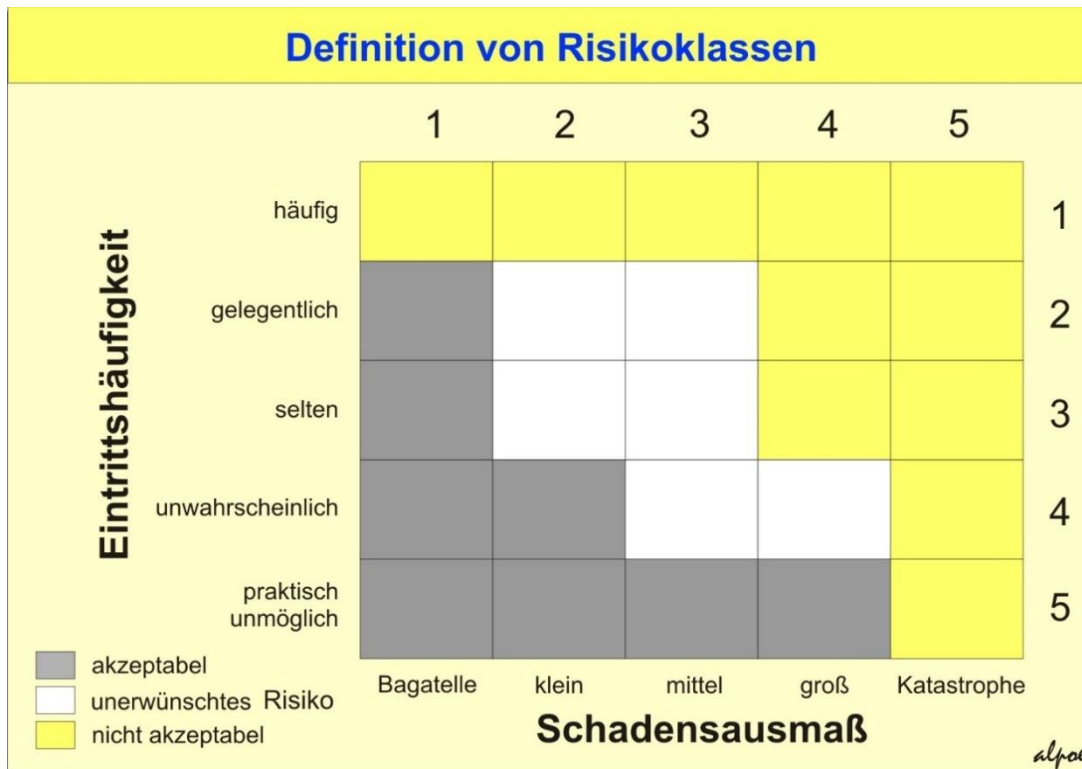 Definition von Risikoklassen
1 2 3 4 5
Eintrittshäufigkeit
häufig 1
gelegentlich 2
selten 3
unwahrscheinlich 4
praktisch
unmöglich 5
Bagatelle klein mittel groß Katastrophe
Schadensausmaß
akzeptabel
unerwünschtes Risiko
nicht akzeptabel